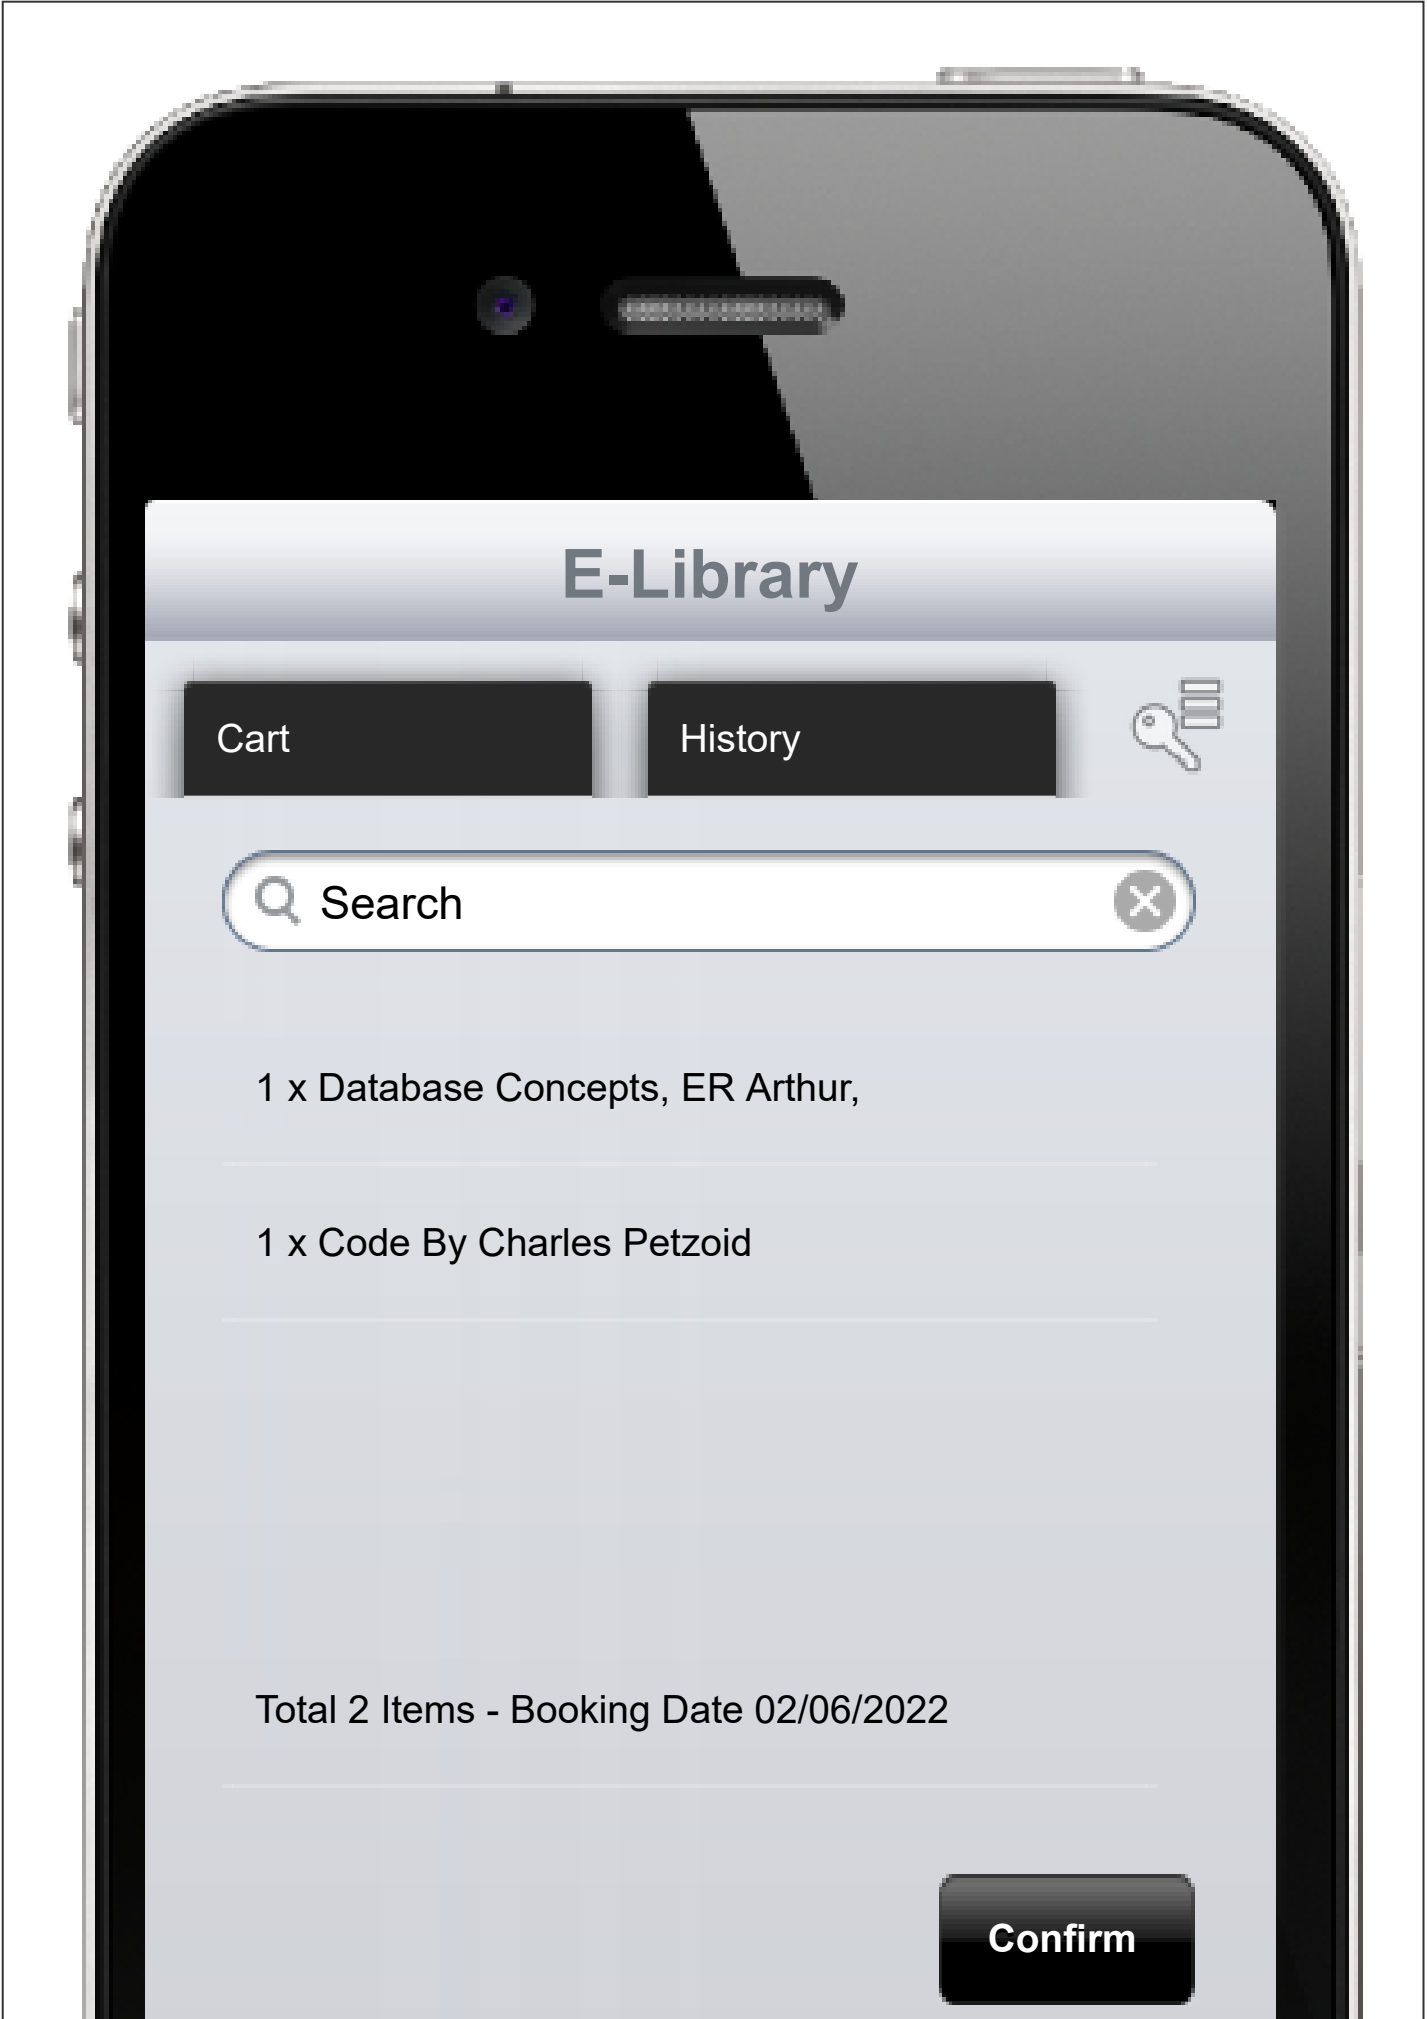 E-Library
Cart
History
Search
1 x Database Concepts, ER Arthur,
1 x Code By Charles Petzoid
Total 2 Items - Booking Date 02/06/2022
Confirm